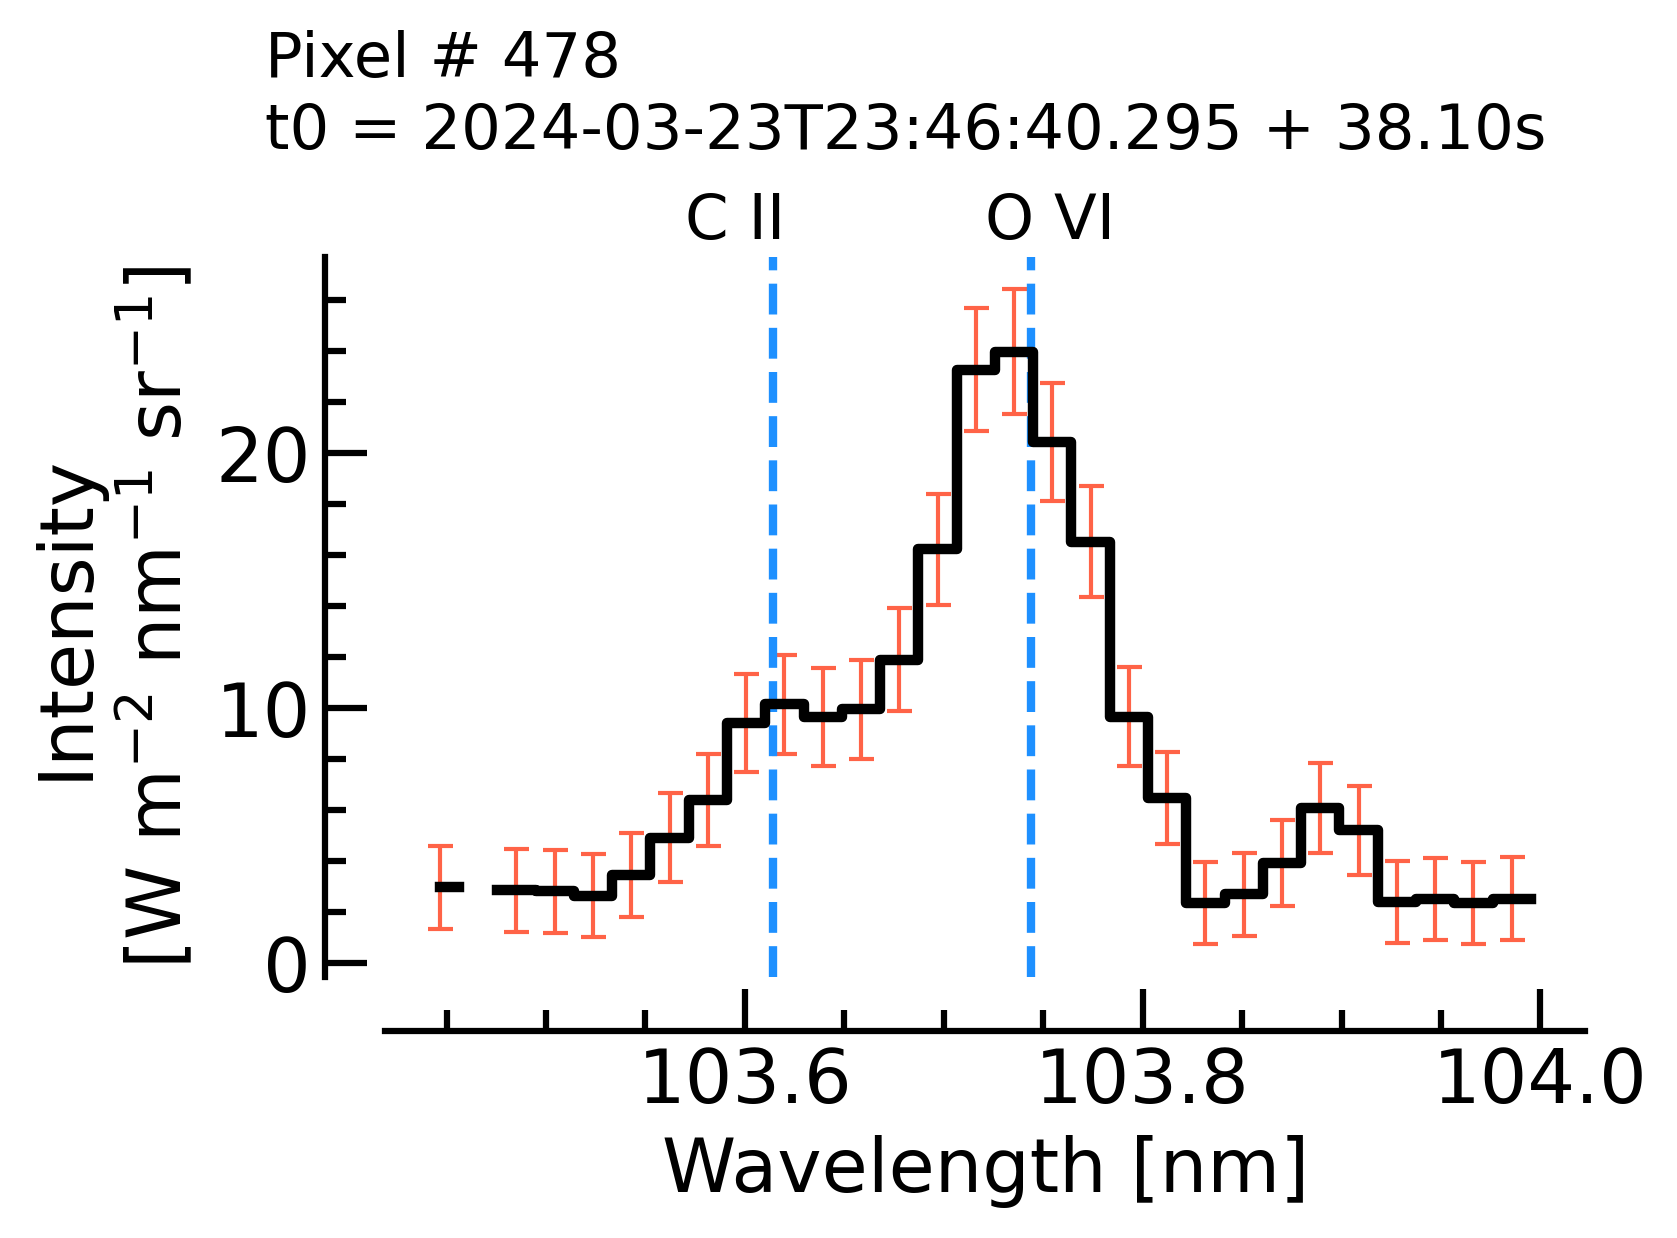 Pixel # 478
t0 = 2024-03-23T23:46:40.295 + 38.10s
C II O VI
Intensity
[W m⁻² nm⁻¹ sr⁻¹]
20
10
0
103.6 103.8 104.0
Wavelength [nm]